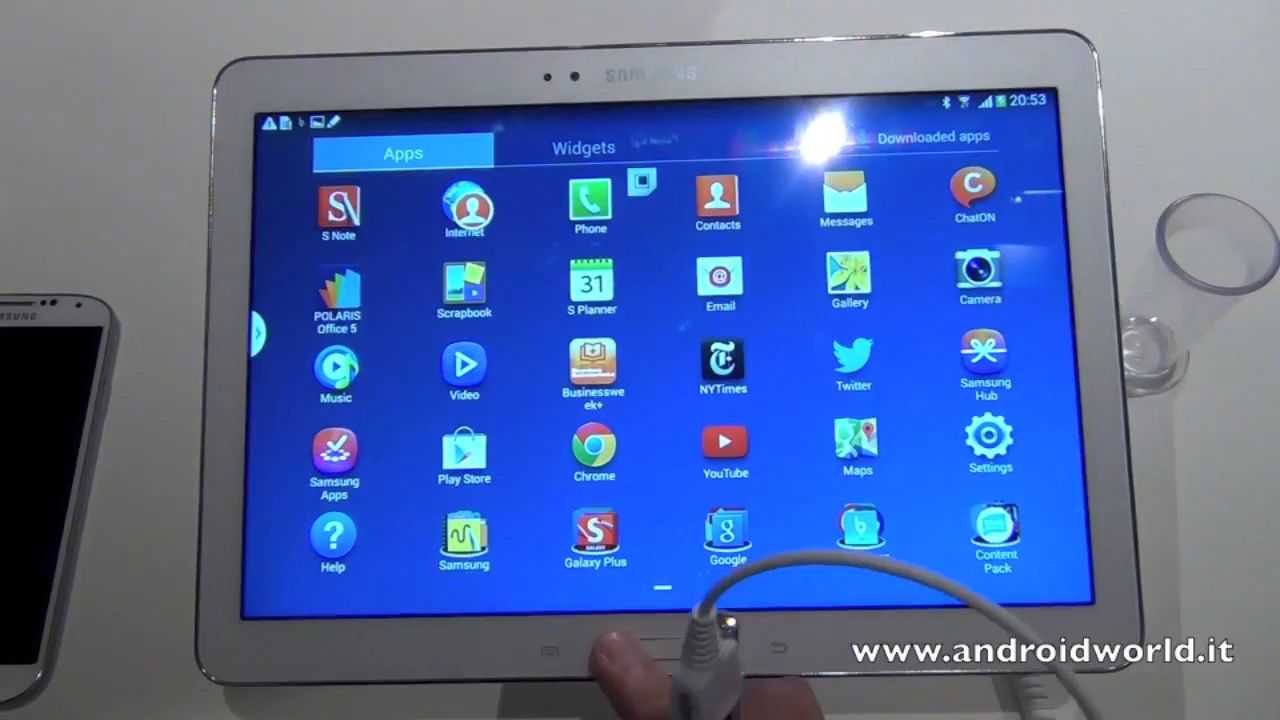 SAMSUNG
20:53
Apps
Widgets
Downloaded apps
S Note
Internet
Phone
Contacts
Messages
ChatON
POLARIS
Office 5
Scrapbook
31
S Planner
Email
Gallery
Camera
Music
Video
Businesswe
ek+
NYTimes
Twitter
Samsung
Hub
Samsung
Apps
Play Store
Chrome
YouTube
Maps
Settings
Help
Samsung
Galaxy Plus
Google
Content
Pack
www.androidworld.it